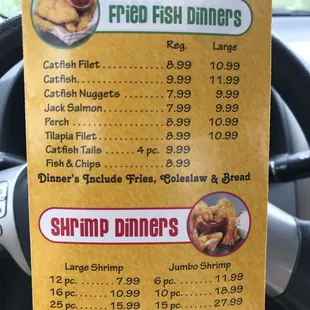 FRIED FISH DINNERS
Reg. Large
Catfish Filet 8.99 10.99
Catfish 9.99 11.99
Catfish Nuggets 7.99 9.99
Jack Salmon 7.99 9.99
Perch 8.99 10.99
Tilapia Filet 8.99 10.99
Catfish Tails 4 pc. 9.99
Fish & Chips 8.99
Dinner's Include Fries, Coleslaw & Bread
SHRIMP DINNERS
Large Shrimp Jumbo Shrimp
12 pc. 7.99 6 pc. 11.99
16 pc. 10.99 10 pc. 18.99
25 pc. 15.99 15 pc. 27.99